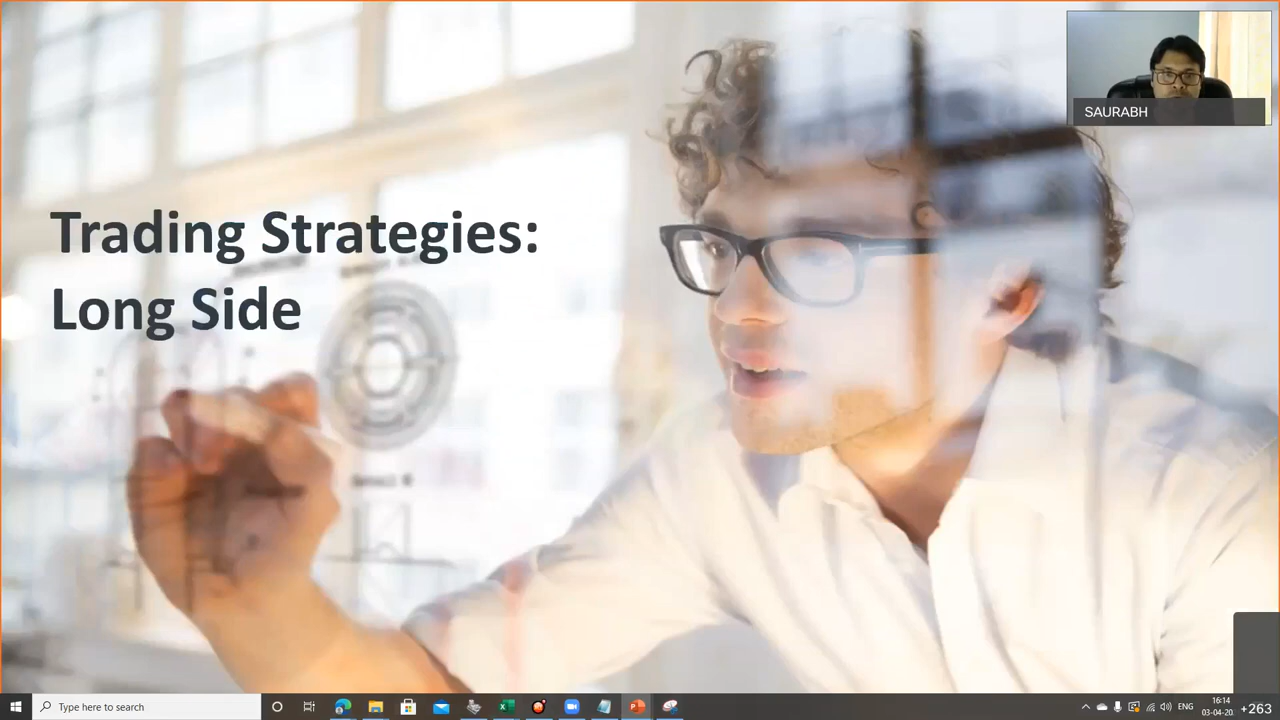 SAURABH
Trading Strategies:
Long Side
Type here to search
ENG
16:14
03-04-20
+263